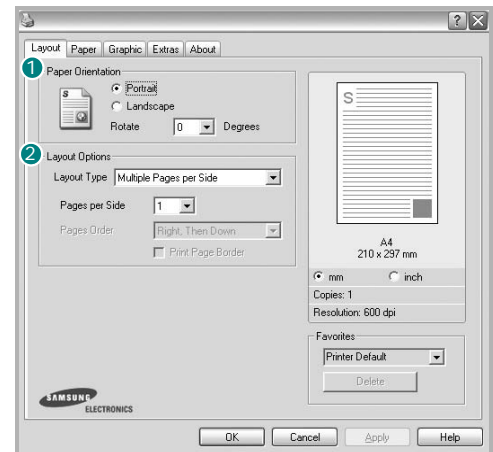 ? X
Layout Paper Graphic Extras About
1 Paper Orientation
S
Portrait
Landscape
Rotate 0 Degrees
2 Layout Options
Layout Type Multiple Pages per Side
Pages per Side 1
Pages Order Right, Then Down
Print Page Border
S
A4
210 x 297 mm
mm inch
Copies: 1
Resolution: 600 dpi
Favorites
Printer Default
Delete
SAMSUNG
ELECTRONICS
OK Cancel Apply Help